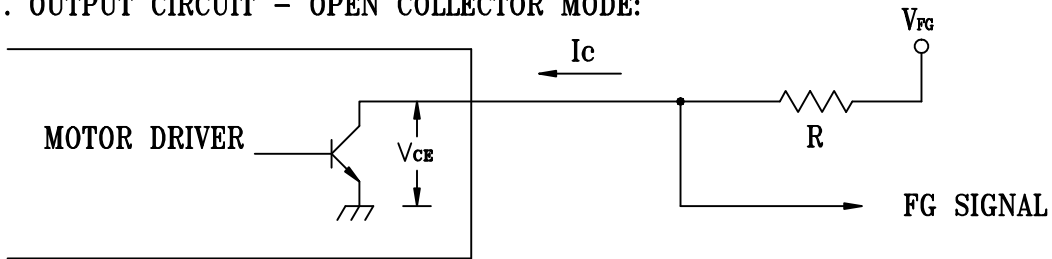 . OUTPUT CIRCUIT - OPEN COLLECTOR MODE:
VFG
Ic
MOTOR DRIVER
VCE
R
FG SIGNAL